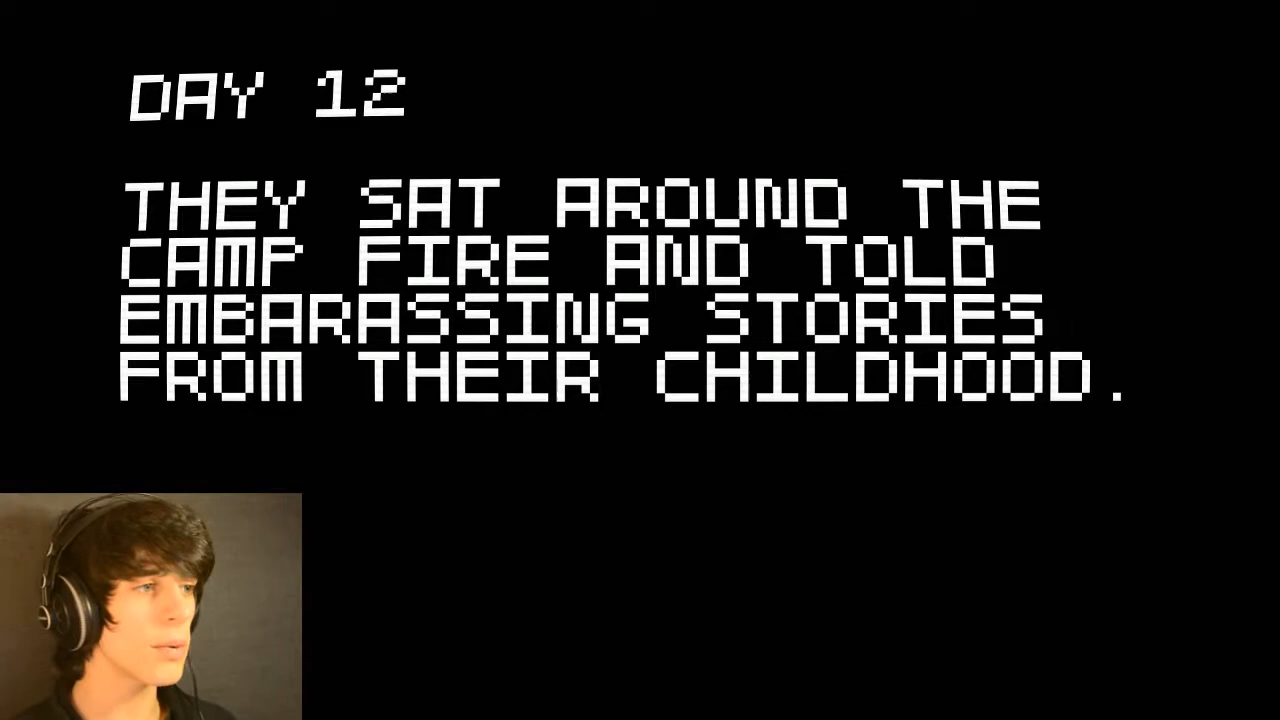 DAY 12
THEY SAT AROUND THE
CAMP FIRE AND TOLD
EMBARASSING STORIES
FROM THEIR CHILDHOOD.